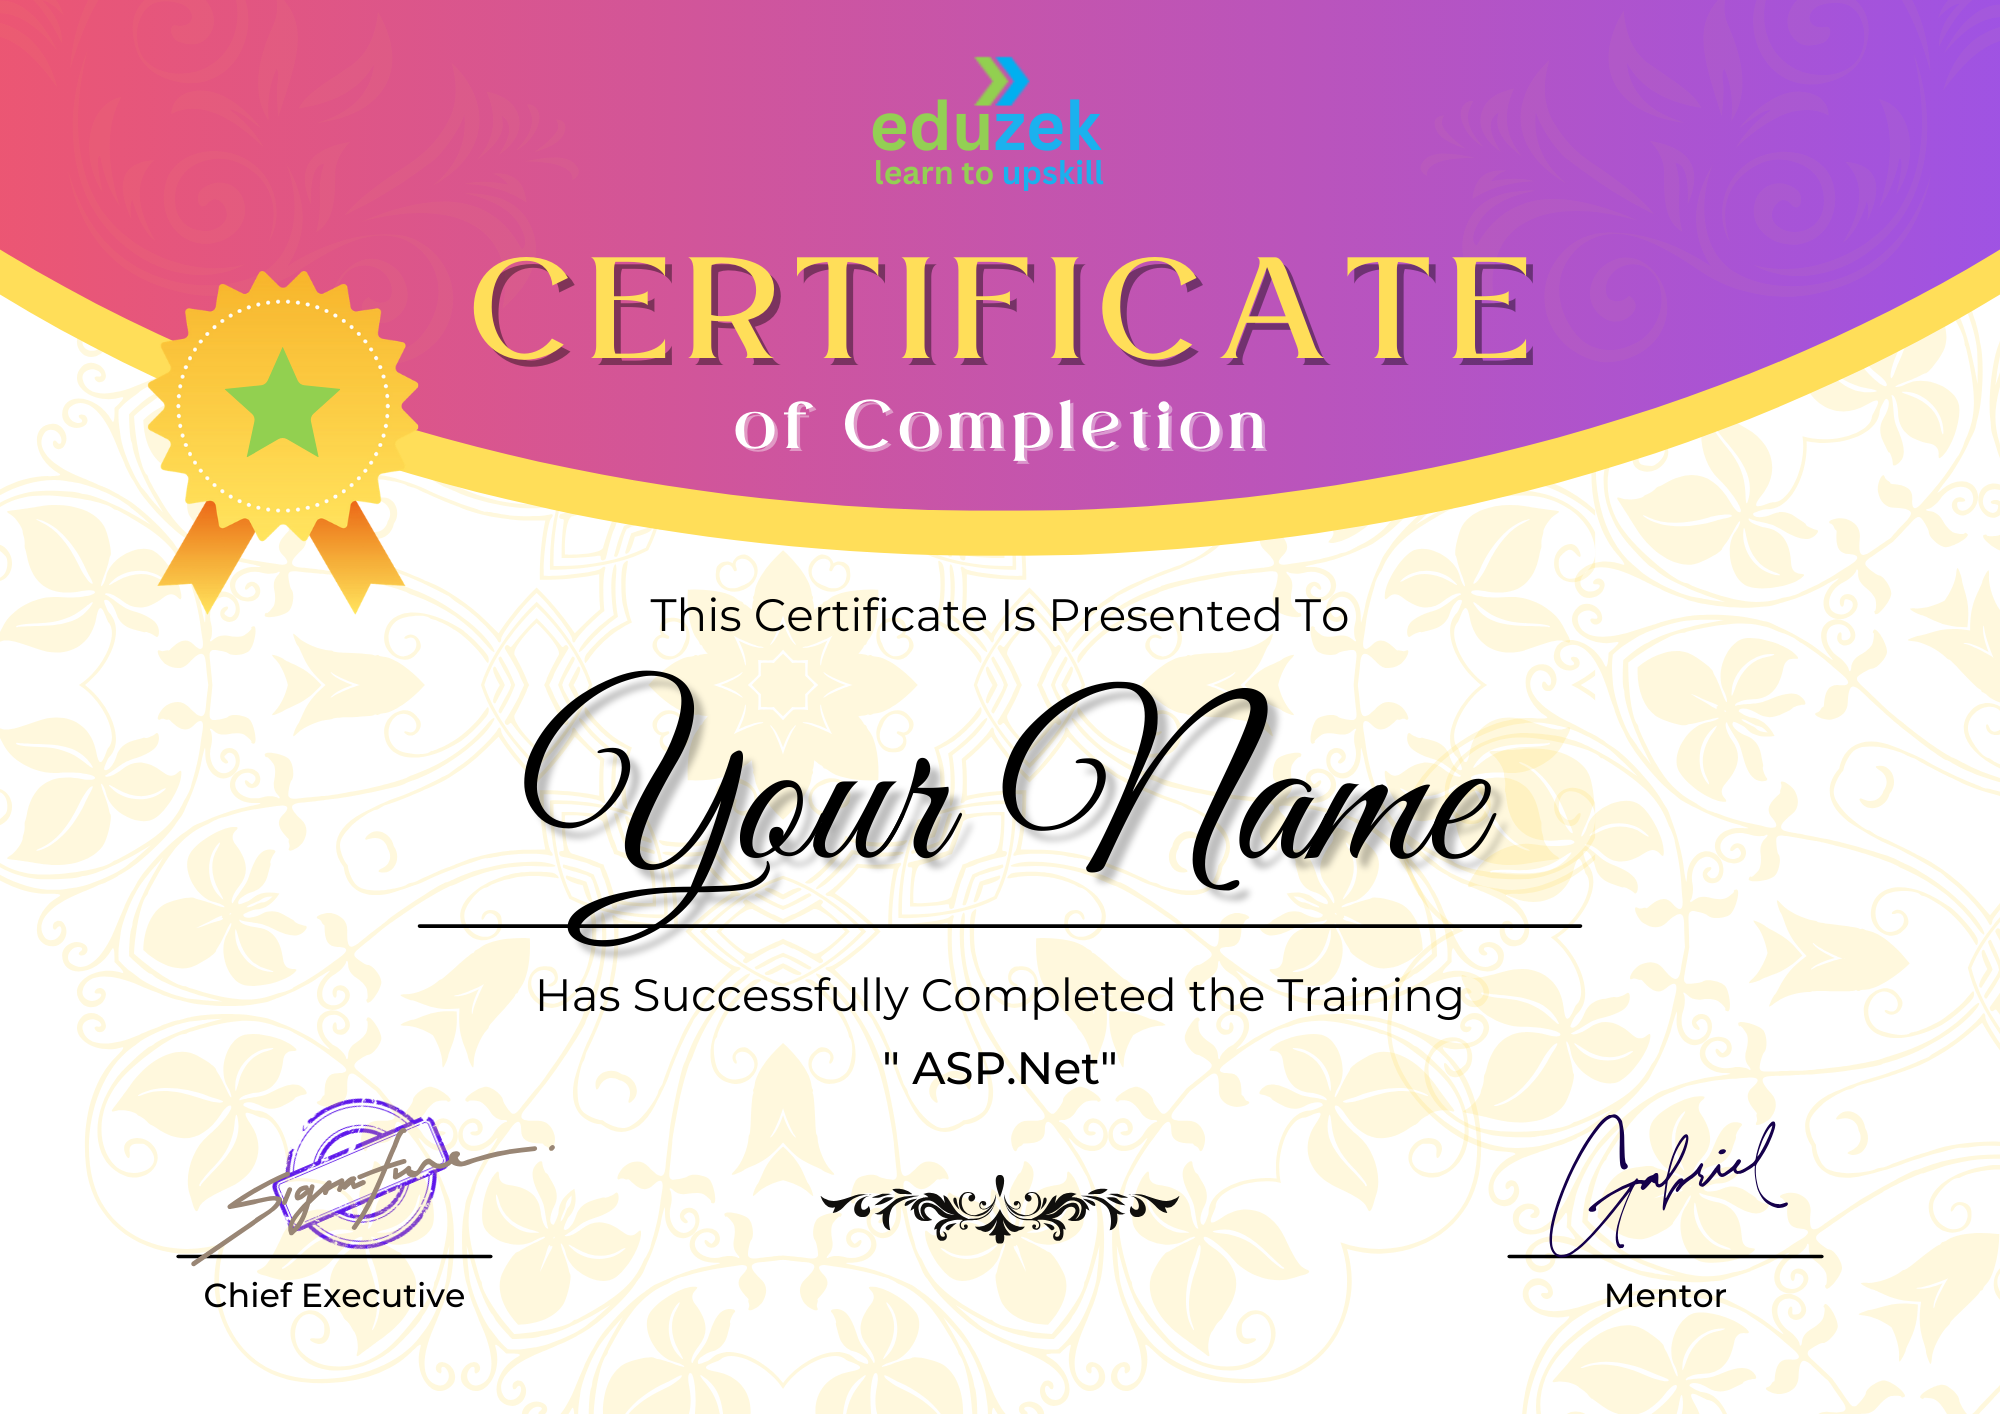 eduzek
learn to upskill
CERTIFICATE
of Completion
This Certificate Is Presented To
Your Name
Has Successfully Completed the Training
" ASP.Net"
Signature
Gabriel
Chief Executive
Mentor